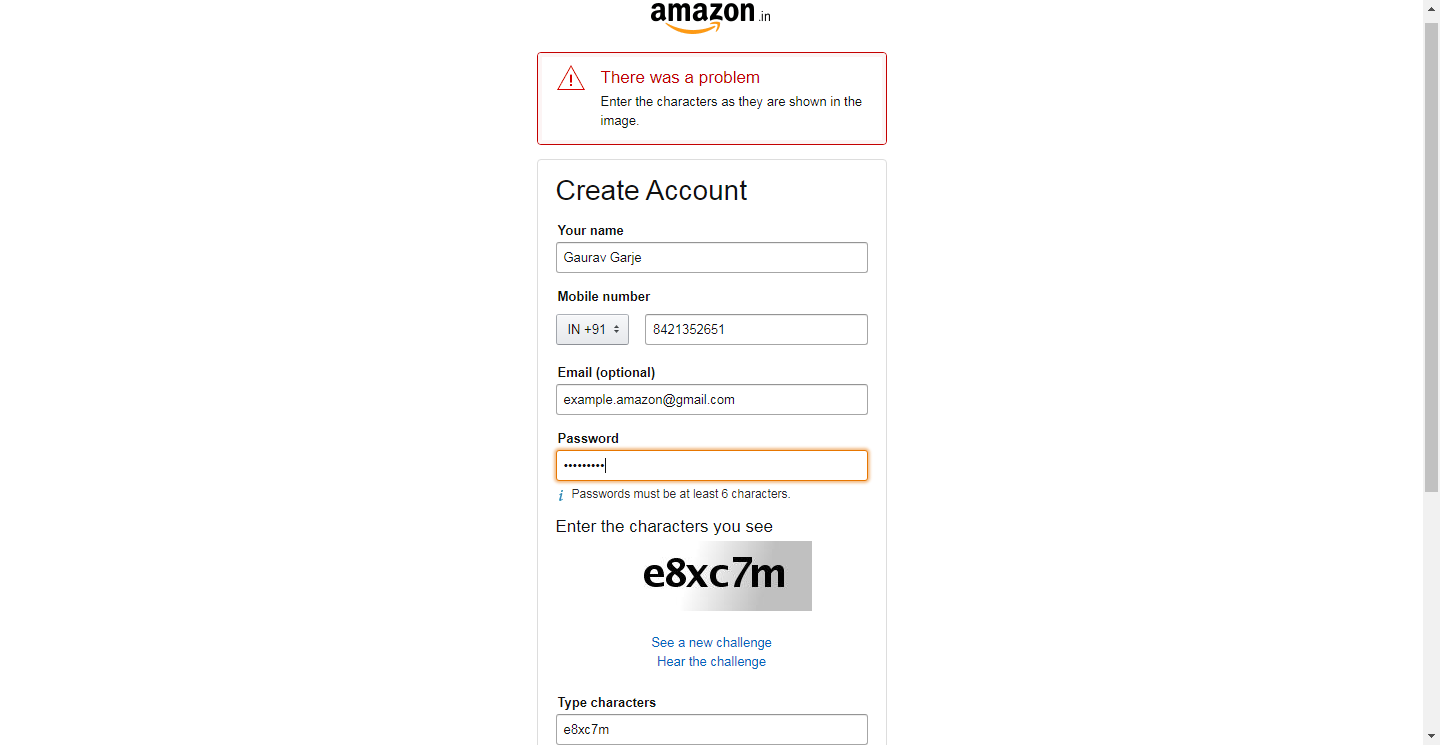 amazon.in
There was a problem
Enter the characters as they are shown in the
image.
Create Account
Your name
Gaurav Garje
Mobile number
IN +91
8421352651
Email (optional)
example.amazon@gmail.com
Password
•••••••••
i Passwords must be at least 6 characters.
Enter the characters you see
e8xc7m
See a new challenge
Hear the challenge
Type characters
e8xc7m